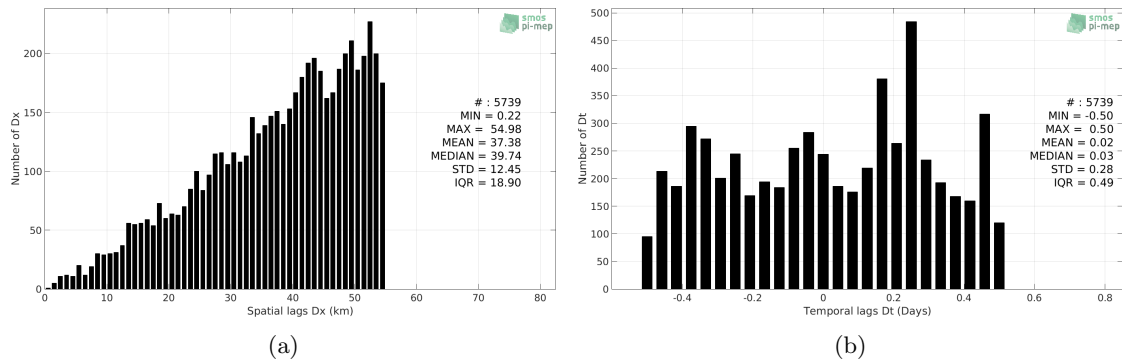 smos
pi-mep
200
150
100
50
0
Number of Dx
# : 5739
MIN = 0.22
MAX = 54.98
MEAN = 37.38
MEDIAN = 39.74
STD = 12.45
IQR = 18.90
0 10 20 30 40 50 60 70 80
Spatial lags Dx (km)
(a)
smos
pi-mep
500
450
400
350
300
250
200
150
100
50
0
Number of Dt
# : 5739
MIN = -0.50
MAX = 0.50
MEAN = 0.02
MEDIAN = 0.03
STD = 0.28
IQR = 0.49
-0.4 -0.2 0 0.2 0.4 0.6 0.8
Temporal lags Dt (Days)
(b)